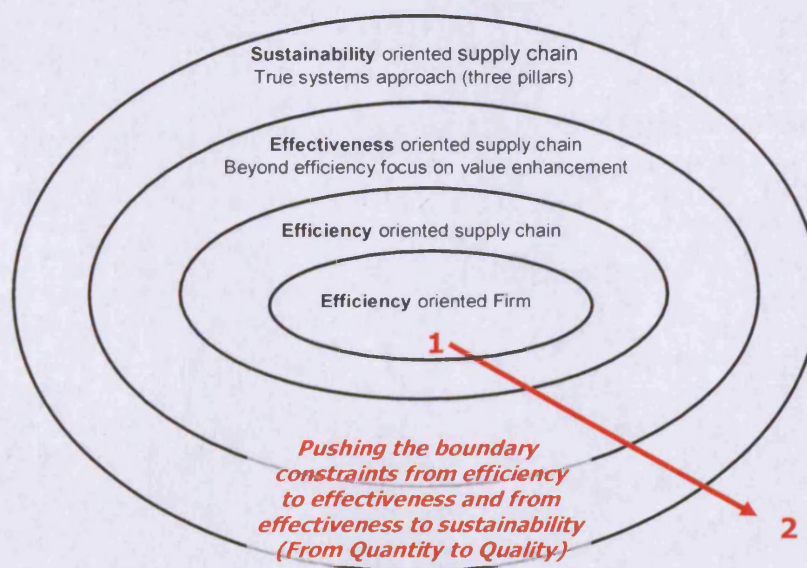 Sustainability oriented supply chain
True systems approach (three pillars)
Effectiveness oriented supply chain
Beyond efficiency focus on value enhancement
Efficiency oriented supply chain
Efficiency oriented Firm
1
Pushing the boundary
constraints from efficiency
to effectiveness and from
effectiveness to sustainability
(From Quantity to Quality)
2